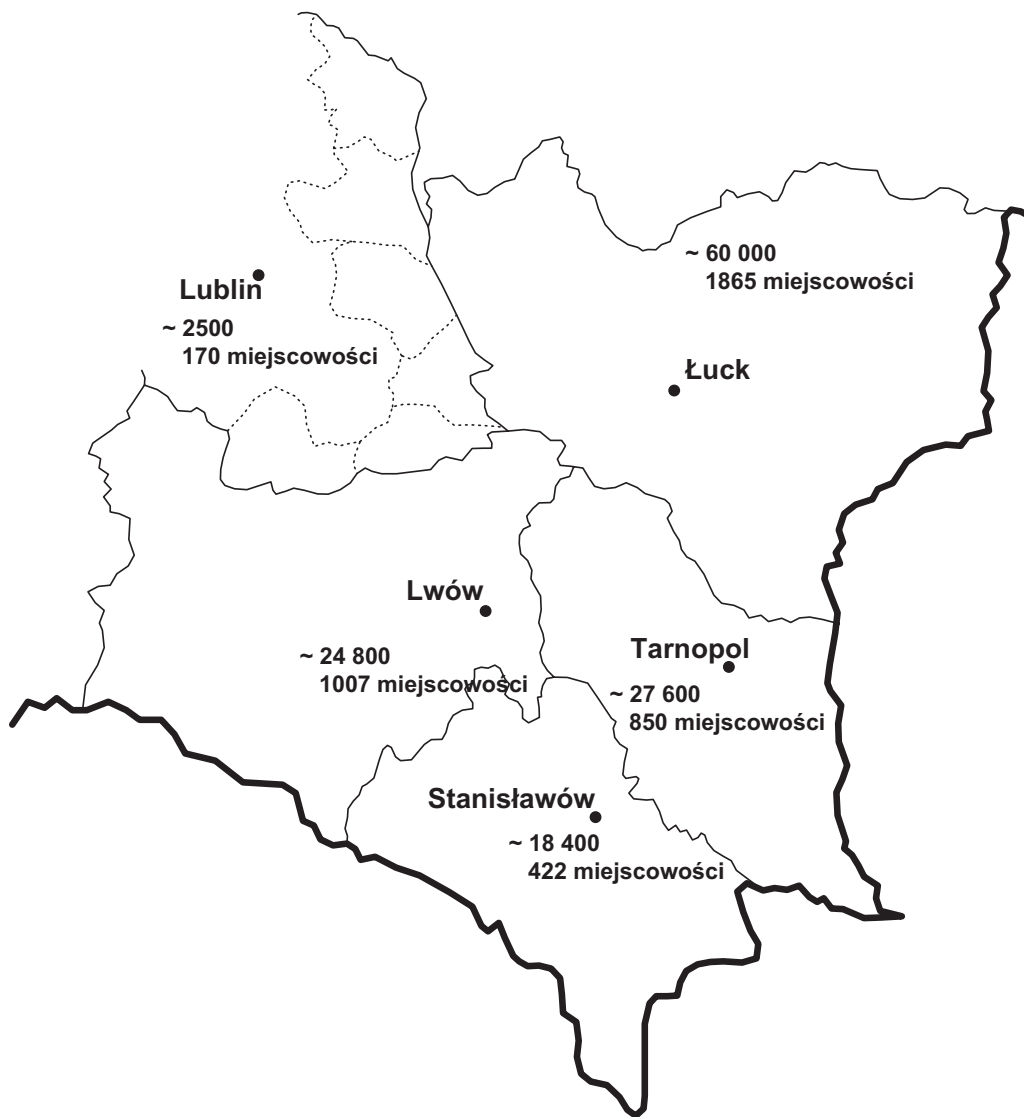 ~ 60 000
1865 miejscowości
Lublin
~ 2500
170 miejscowości
Łuck
Lwów
~ 24 800
1007 miejscowości
Tarnopol
~ 27 600
850 miejscowości
Stanisławów
~ 18 400
422 miejscowości